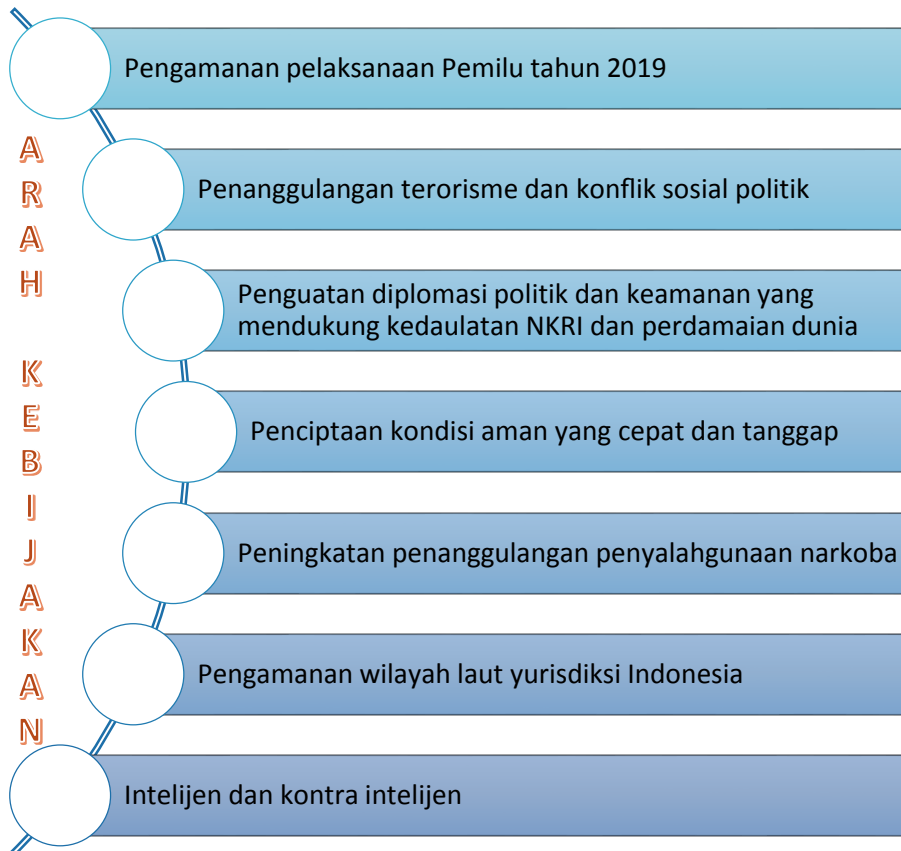 ARAH KEBIJAKAN
Pengamanan pelaksanaan Pemilu tahun 2019
Penanggulangan terorisme dan konflik sosial politik
Penguatan diplomasi politik dan keamanan yang
mendukung kedaulatan NKRI dan perdamaian dunia
Penciptaan kondisi aman yang cepat dan tanggap
Peningkatan penanggulangan penyalahgunaan narkoba
Pengamanan wilayah laut yurisdiksi Indonesia
Intelijen dan kontra intelijen